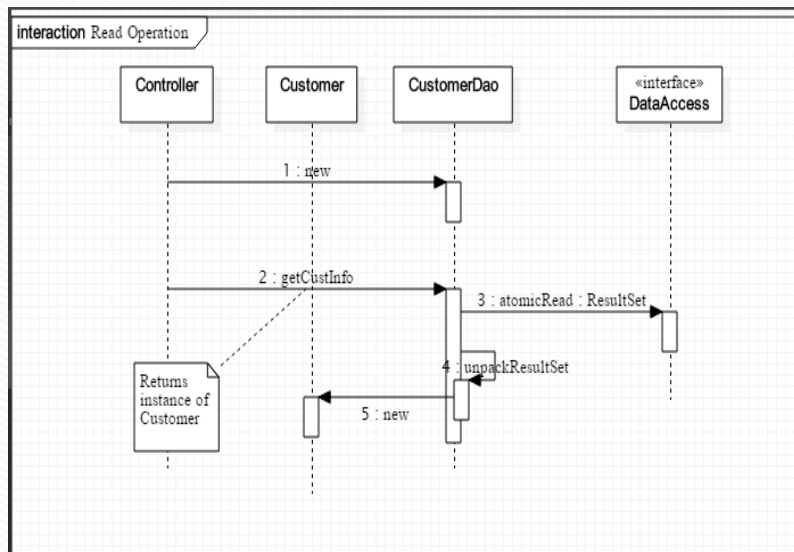 interaction Read Operation
Controller
Customer
CustomerDao
«interface»
DataAccess
1 : new
2 : getCustInfo
3 : atomicRead : ResultSet
4 : unpackResultSet
Returns
instance of
Customer
5 : new